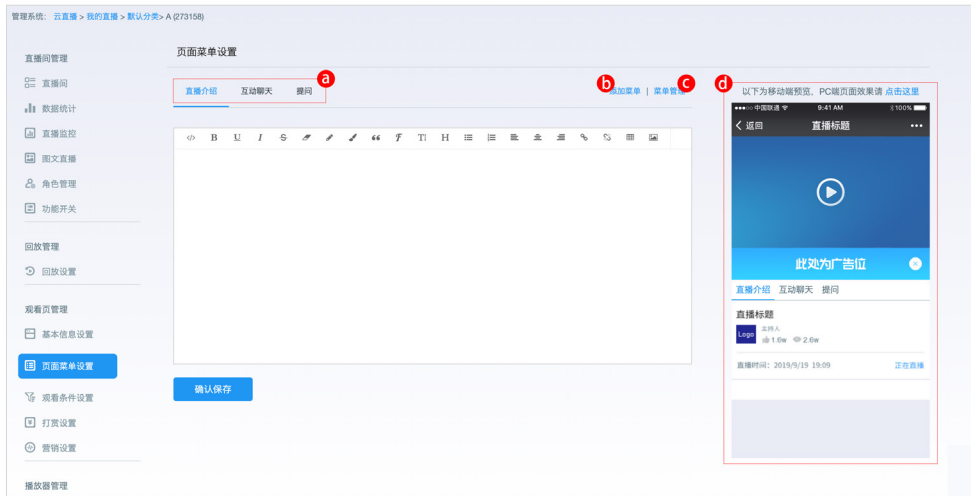 管理系统: 云直播 > 我的直播 > 默认分类> A (273158)
直播间管理
直播间
数据统计
直播监控
图文直播
角色管理
功能开关
回放管理
回放设置
观看页管理
基本信息设置
页面菜单设置
观看条件设置
打赏设置
营销设置
播放器管理
页面菜单设置
a
直播介绍 互动聊天 提问
b c
添加菜单 | 菜单管理
</> B U I S F T! H
确认保存
d
以下为移动端预览, PC端页面效果请 点击这里
中国联通 9:41 AM 100%
返回 直播标题
此处为广告位
直播介绍 互动聊天 提问
直播标题
Logo
主持人
1.6w 2.6w
直播时间: 2019/9/19 19:09 正在直播